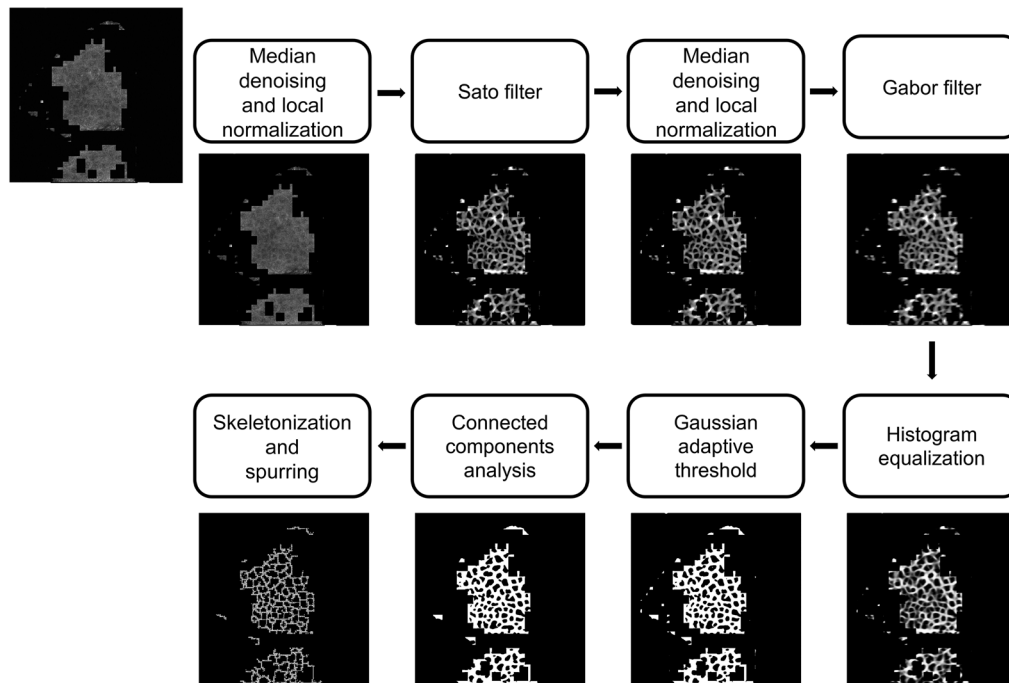 Median
denoising
and local
normalization
Sato filter
Median
denoising
and local
normalization
Gabor filter
Skeletonization
and
spurring
Connected
components
analysis
Gaussian
adaptive
threshold
Histogram
equalization